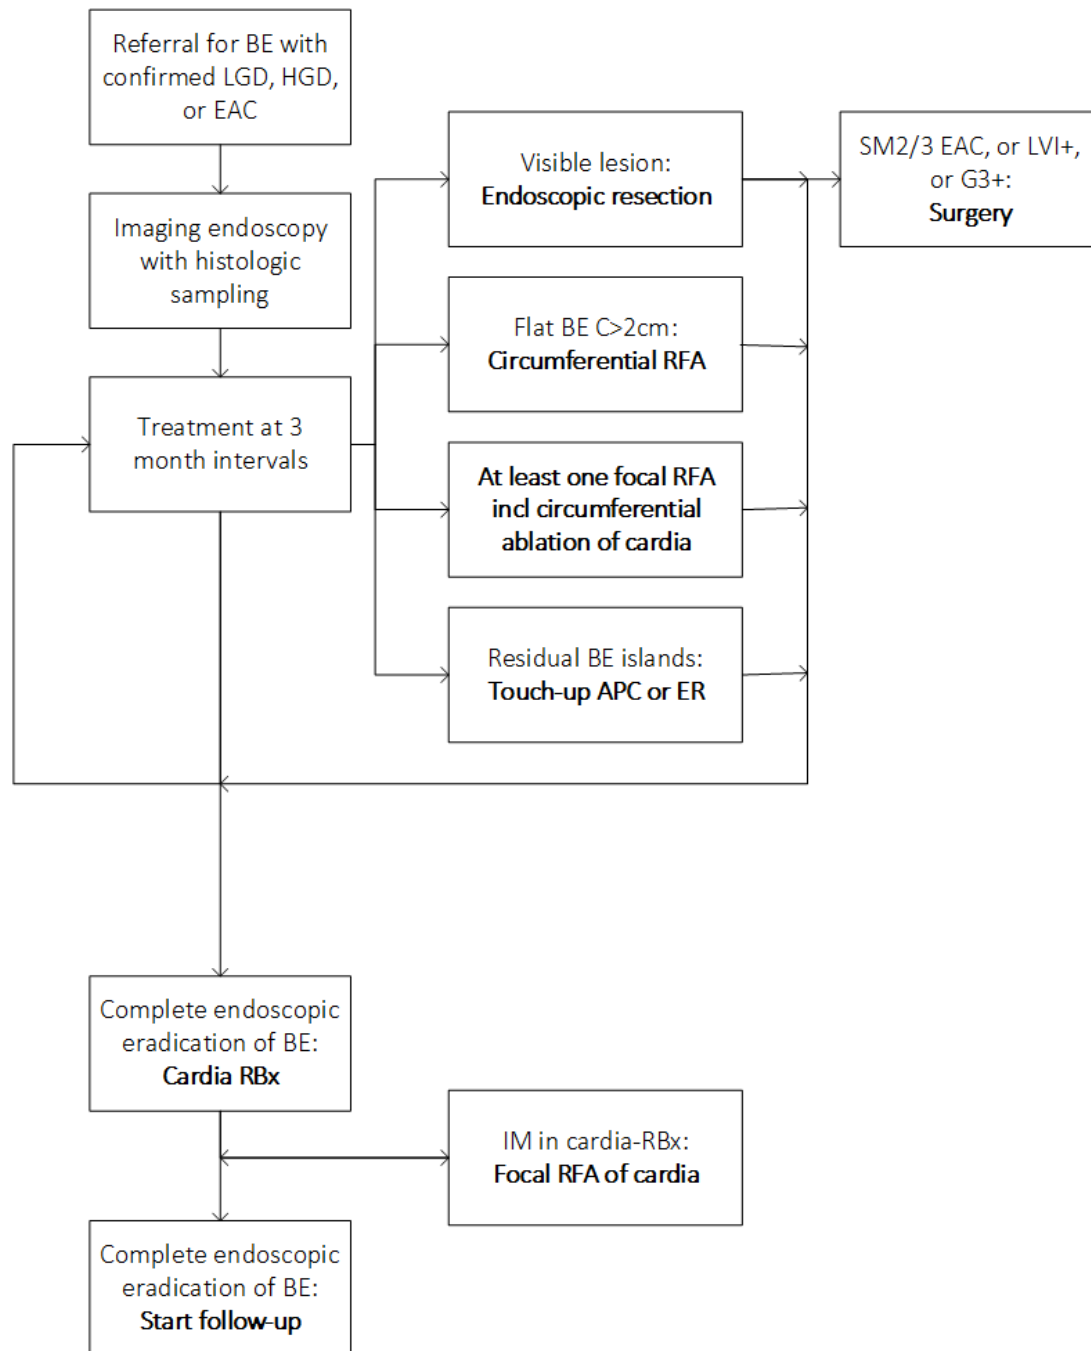 Referral for BE with
confirmed LGD, HGD,
or EAC
Imaging endoscopy
with histologic
sampling
Treatment at 3
month intervals
Visible lesion:
Endoscopic resection
Flat BE C>2cm:
Circumferential RFA
At least one focal RFA
incl circumferential
ablation of cardia
Residual BE islands:
Touch-up APC or ER
SM2/3 EAC, or LVI+,
or G3+:
Surgery
Complete endoscopic
eradication of BE:
Cardia RBx
IM in cardia-RBx:
Focal RFA of cardia
Complete endoscopic
eradication of BE:
Start follow-up